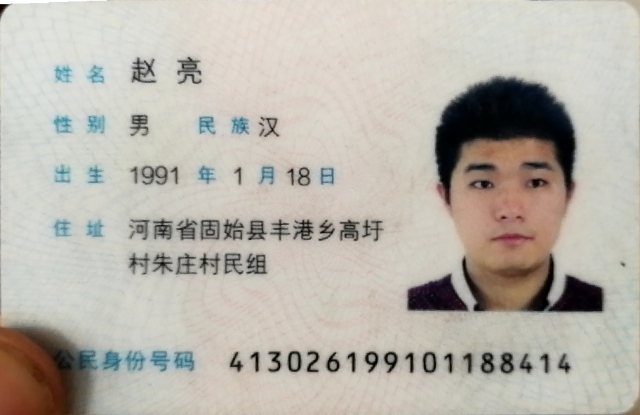 姓名 赵亮
性别 男 民族 汉
出生 1991 年 1 月 18 日
住址 河南省固始县丰港乡高圩
村朱庄村民组
公民身份号码 413026199101188414